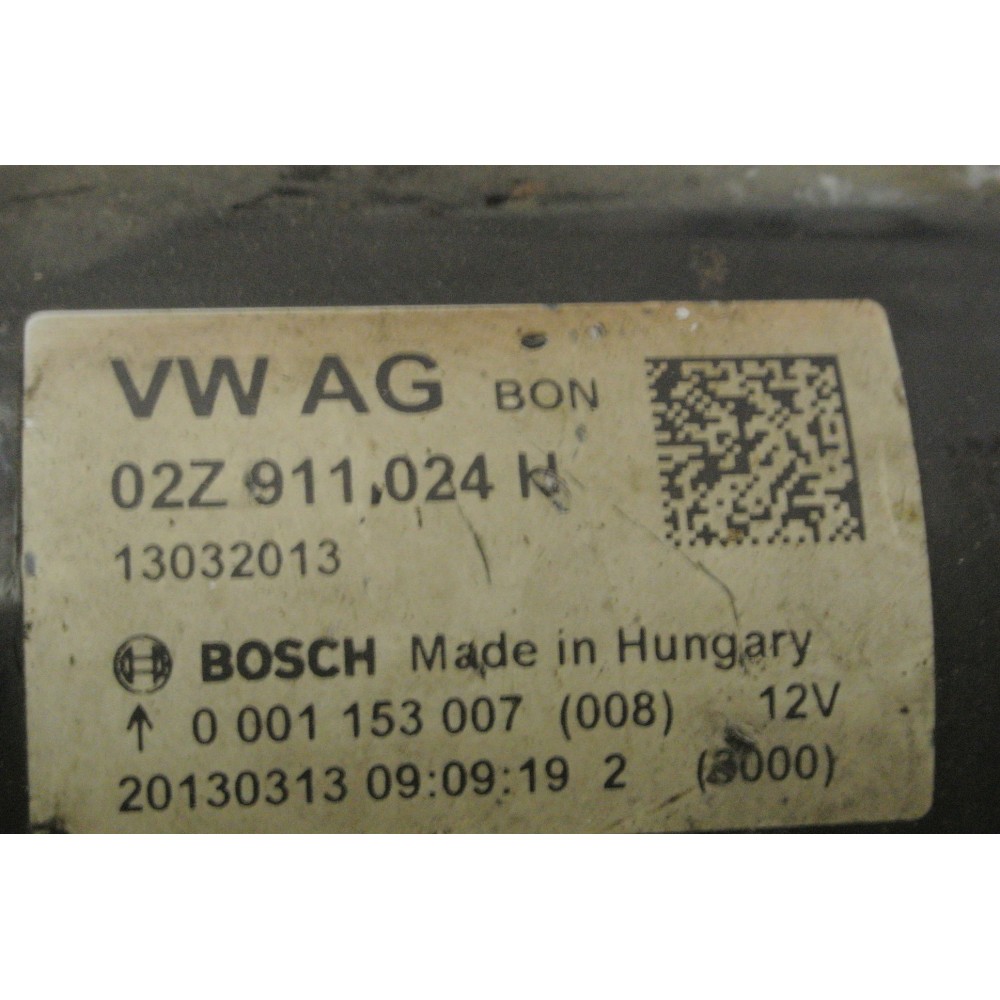 VW AG BON
02Z 911 024 H
13032013
BOSCH Made in Hungary
↑ 0 001 153 007 (008) 12V
20130313 09:09:19 2 (3000)